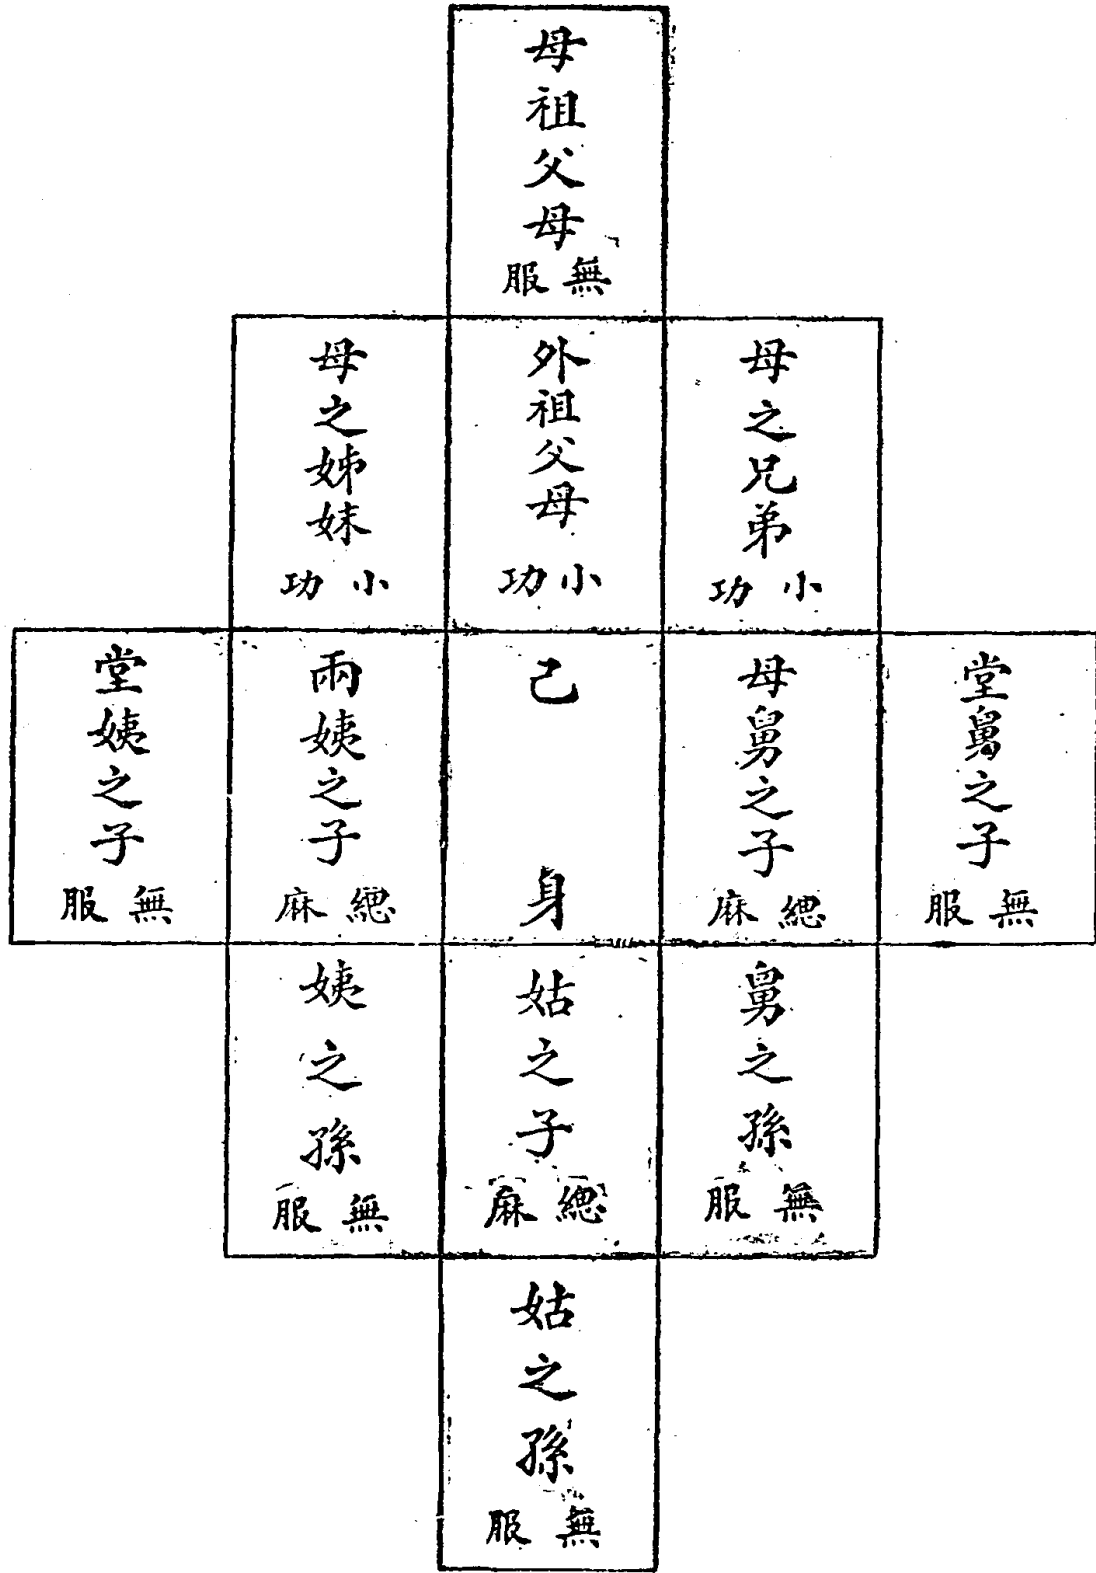 母祖父母
無服
母之兄弟
小功
外祖父母
小功
母之姊妹
小功
堂舅之子
無服
母舅之子
緦麻
己身
兩姨之子
緦麻
堂姨之子
無服
舅之孫
無服
姑之子
緦麻
姨之孫
無服
姑之孫
無服